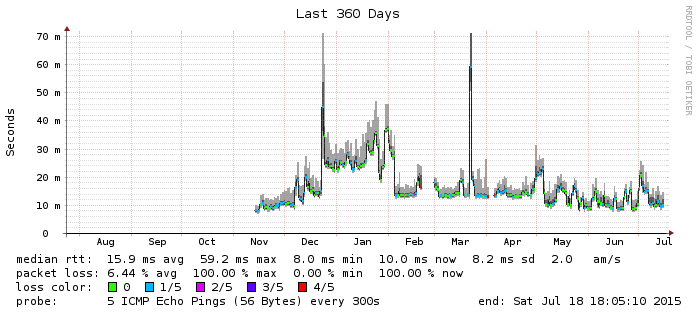 Last 360 Days
RRDTOOL / TOBI OETIKER
Seconds
70 m
60 m
50 m
40 m
30 m
20 m
10 m
0
Aug Sep Oct Nov Dec Jan Feb Mar Apr May Jun Jul
median rtt: 15.9 ms avg 59.2 ms max 8.0 ms min 10.0 ms now 8.2 ms sd 2.0 am/s
packet loss: 6.44 % avg 100.00 % max 0.00 % min 100.00 % now
loss color: 0 1/5 2/5 3/5 4/5
probe: 5 ICMP Echo Pings (56 Bytes) every 300s end: Sat Jul 18 18:05:10 2015